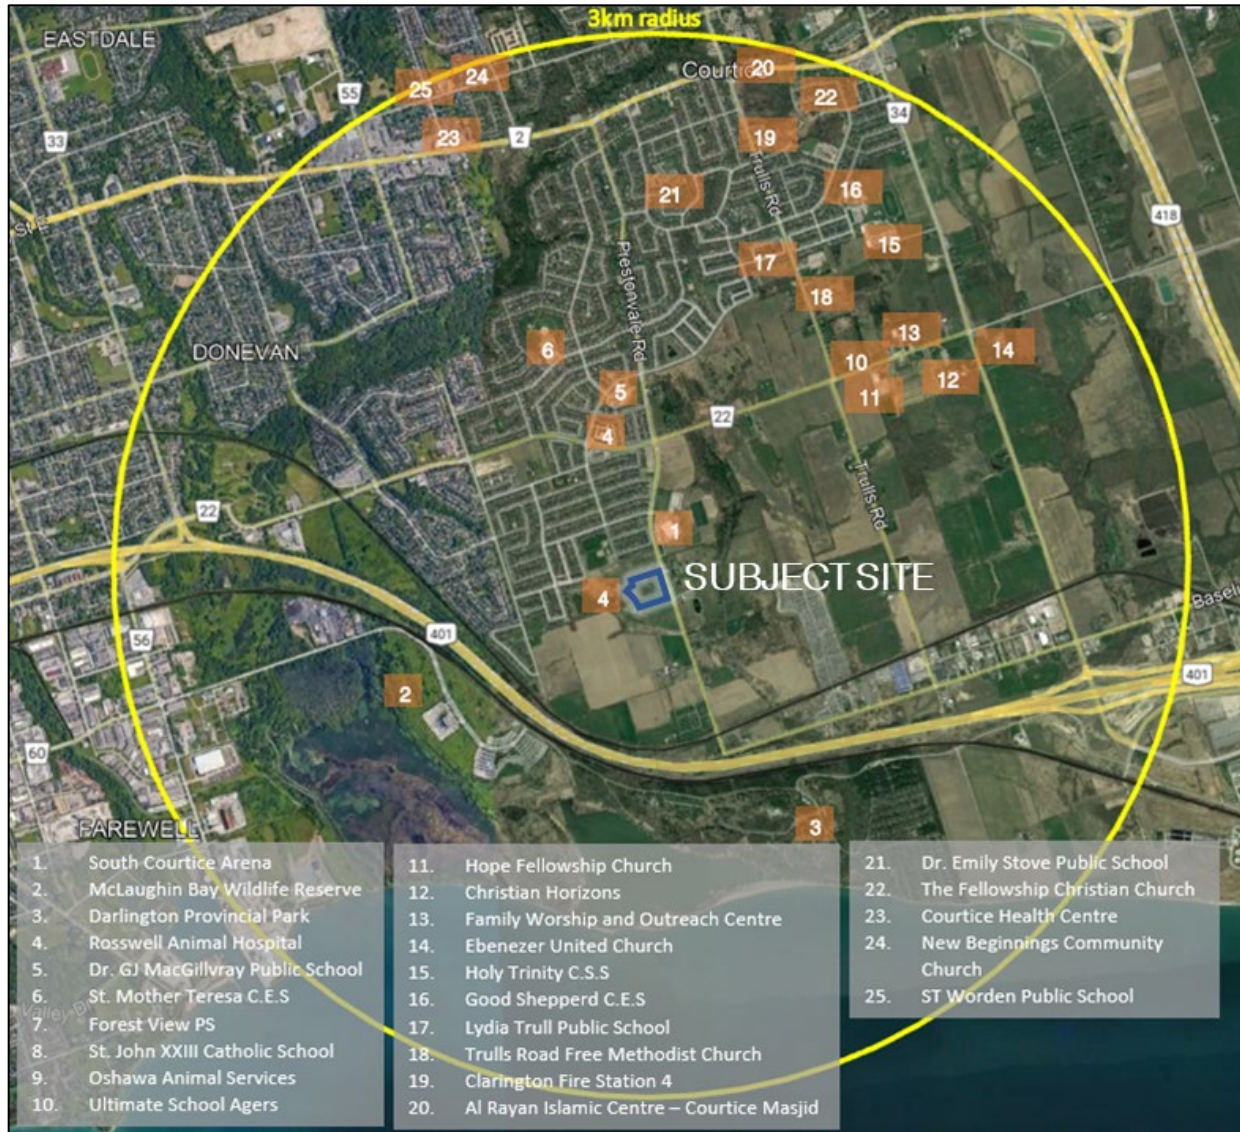 3km radius
EASTDALE
Courtice
20
25
24
22
55
34
33
23
2
19
Trulls Rd
St E
21
16
418
15
17
Prestonvale Rd
18
13
DONEVAN
6
10
14
12
5
11
22
4
Trulls Rd
22
1
SUBJECT SITE
4
56
401
401
2
60
3
FAREWELL
1. South Courtice Arena
2. McLaughin Bay Wildlife Reserve
3. Darlington Provincial Park
4. Rosswell Animal Hospital
5. Dr. GJ MacGillvray Public School
6. St. Mother Teresa C.E.S
7. Forest View PS
8. St. John XXIII Catholic School
9. Oshawa Animal Services
10. Ultimate School Agers
11. Hope Fellowship Church
12. Christian Horizons
13. Family Worship and Outreach Centre
14. Ebenezer United Church
15. Holy Trinity C.S.S
16. Good Shepperd C.E.S
17. Lydia Trull Public School
18. Trulls Road Free Methodist Church
19. Clarington Fire Station 4
20. Al Rayan Islamic Centre – Courtice Masjid
21. Dr. Emily Stove Public School
22. The Fellowship Christian Church
23. Courtice Health Centre
24. New Beginnings Community
Church
25. ST Worden Public School